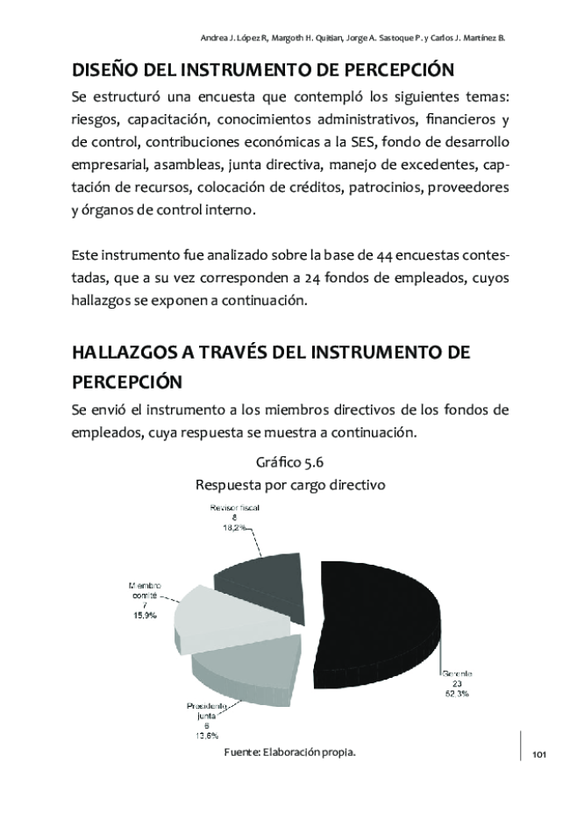 Andrea J. López R, Margoth H. Quitian, Jorge A. Sastoque P. y Carlos J. Martínez B.
DISEÑO DEL INSTRUMENTO DE PERCEPCIÓN
Se estructuró una encuesta que contempló los siguientes temas:
riesgos, capacitación, conocimientos administrativos, financieros y
de control, contribuciones económicas a la SES, fondo de desarrollo
empresarial, asambleas, junta directiva, manejo de excedentes, cap-
tación de recursos, colocación de créditos, patrocinios, proveedores
y órganos de control interno.
Este instrumento fue analizado sobre la base de 44 encuestas contes-
tadas, que a su vez corresponden a 24 fondos de empleados, cuyos
hallazgos se exponen a continuación.
HALLAZGOS A TRAVÉS DEL INSTRUMENTO DE
PERCEPCIÓN
Se envió el instrumento a los miembros directivos de los fondos de
empleados, cuya respuesta se muestra a continuación.
Gráfico 5.6
Respuesta por cargo directivo
Revisor fiscal
8
18,2%
Miembro
comité
7
15,9%
Gerente
23
52,3%
Presidente
junta
6
13,6%
Fuente: Elaboración propia.
101